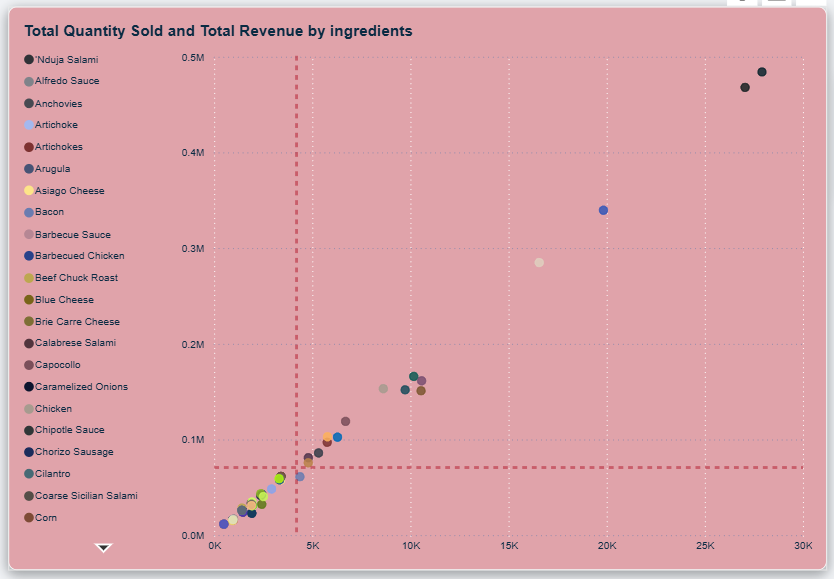 Total Quantity Sold and Total Revenue by ingredients
'Nduja Salami
Alfredo Sauce
Anchovies
Artichoke
Artichokes
Arugula
Asiago Cheese
Bacon
Barbecue Sauce
Barbecued Chicken
Beef Chuck Roast
Blue Cheese
Brie Carre Cheese
Calabrese Salami
Capocollo
Caramelized Onions
Chicken
Chipotle Sauce
Chorizo Sausage
Cilantro
Coarse Sicilian Salami
Corn
0.5M
0.4M
0.3M
0.2M
0.1M
0.0M
0K 5K 10K 15K 20K 25K 30K